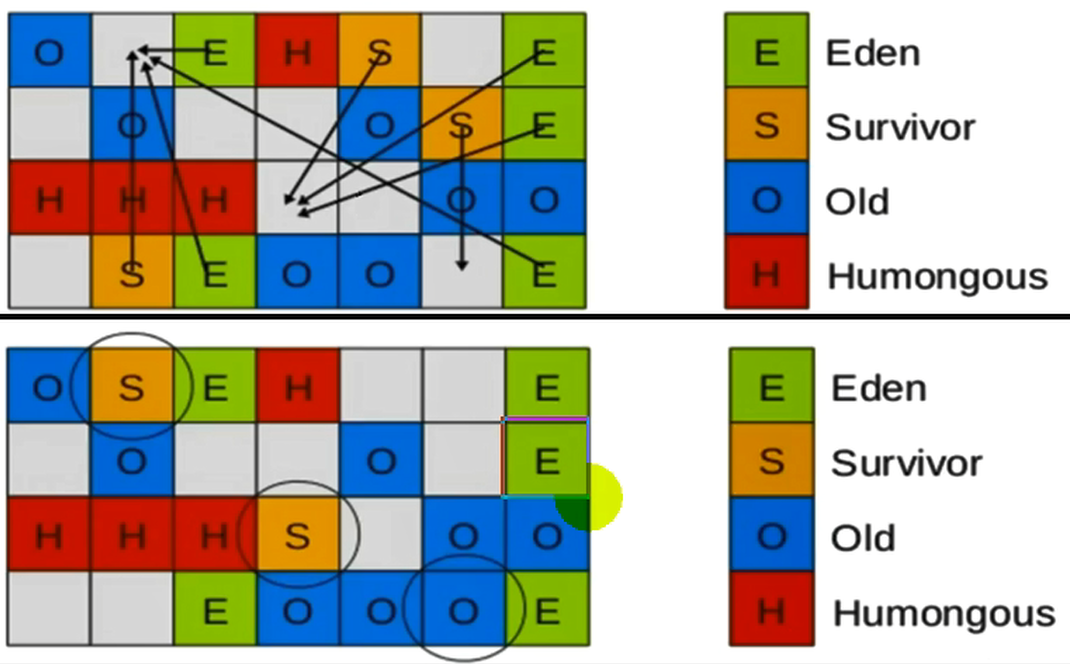 O E H S E E Eden
O O S E S Survivor
H H H O O O Old
S E O O E H Humongous
O S E H E E Eden
O O E S Survivor
H H H S O O O Old
E O O O E H Humongous